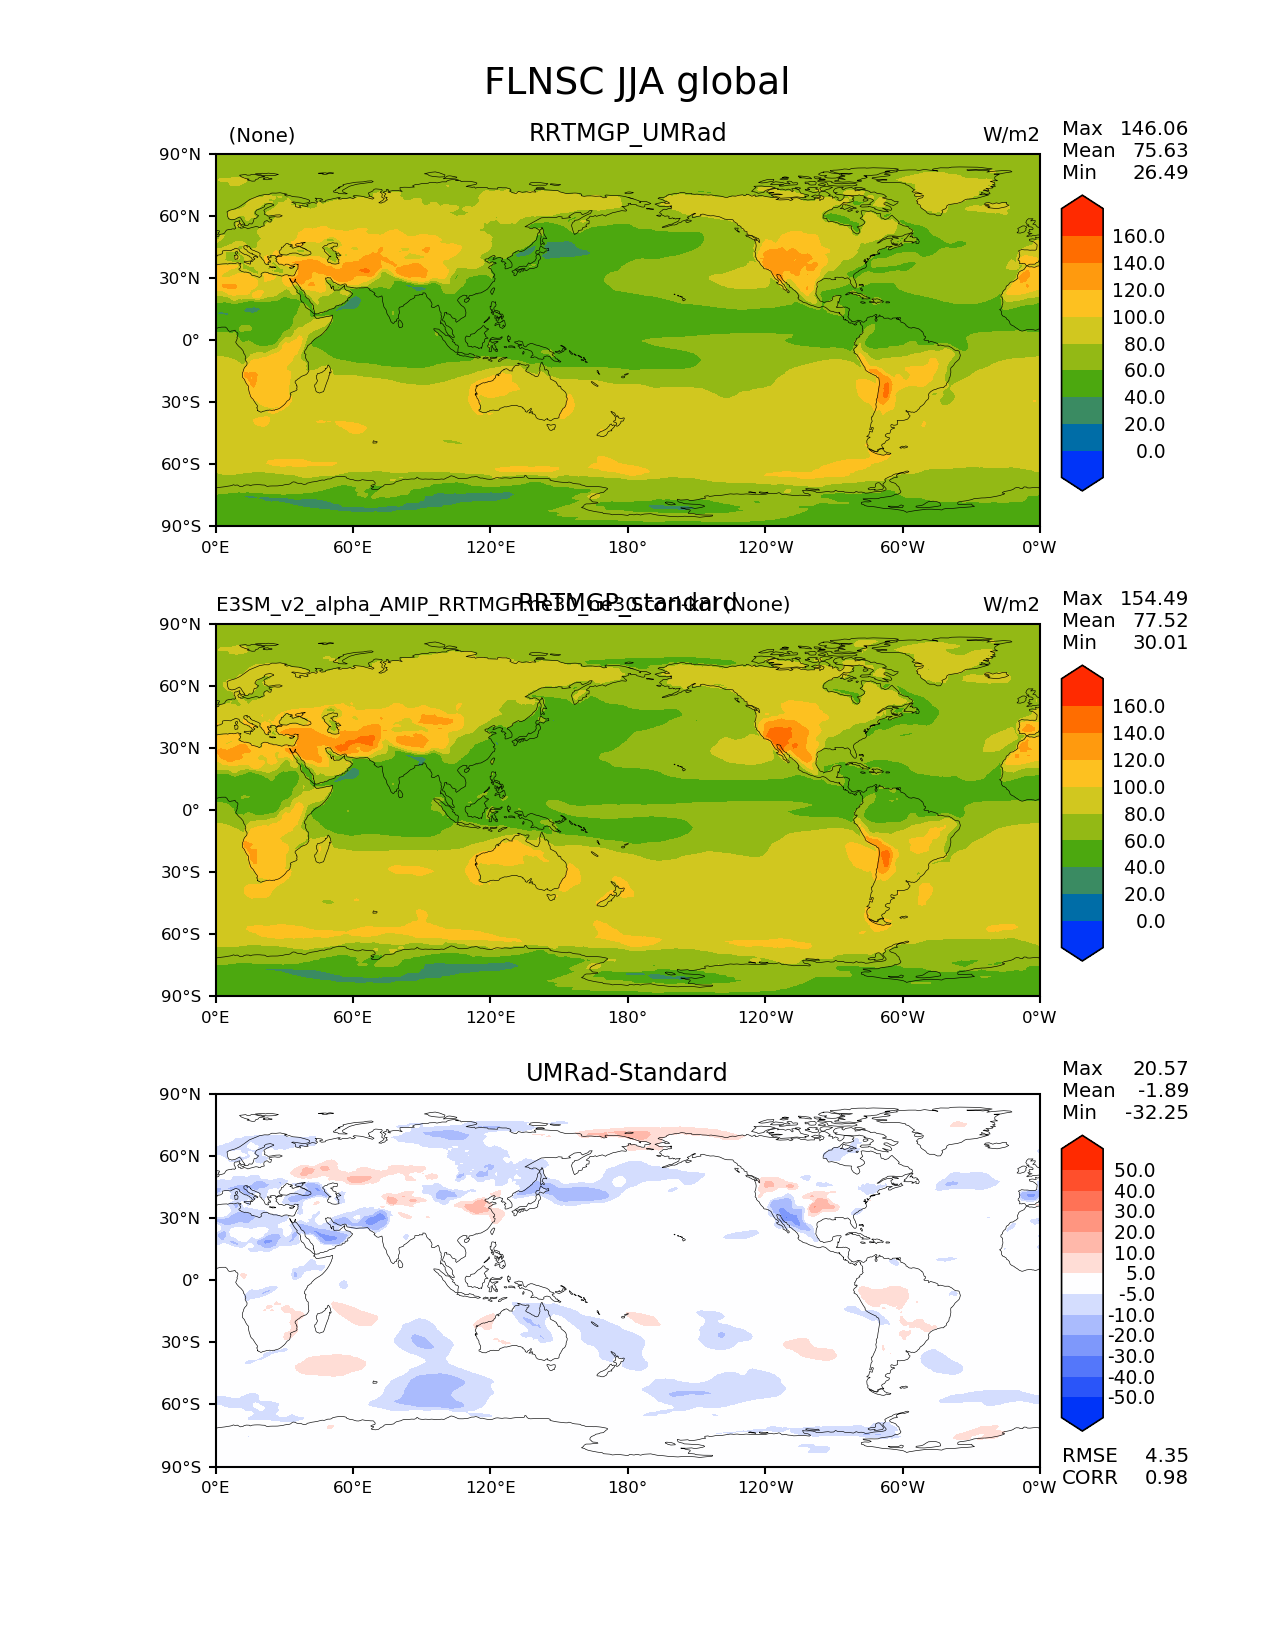 FLNSC JJA global
(None) RRTMGP_UMRad W/m2
Max 146.06
Mean 75.63
Min 26.49
90°N
60°N
30°N
0°
30°S
60°S
90°S
0°E 60°E 120°E 180° 120°W 60°W 0°W
160.0
140.0
120.0
100.0
80.0
60.0
40.0
20.0
0.0
RRTMGP_standard W/m2
Max 154.49
Mean 77.52
Min 30.01
90°N
60°N
30°N
0°
30°S
60°S
90°S
0°E 60°E 120°E 180° 120°W 60°W 0°W
160.0
140.0
120.0
100.0
80.0
60.0
40.0
20.0
0.0
UMRad-Standard
Max 20.57
Mean -1.89
Min -32.25
90°N
60°N
30°N
0°
30°S
60°S
90°S
0°E 60°E 120°E 180° 120°W 60°W 0°W
50.0
40.0
30.0
20.0
10.0
5.0
-5.0
-10.0
-20.0
-30.0
-40.0
-50.0
RMSE 4.35
CORR 0.98